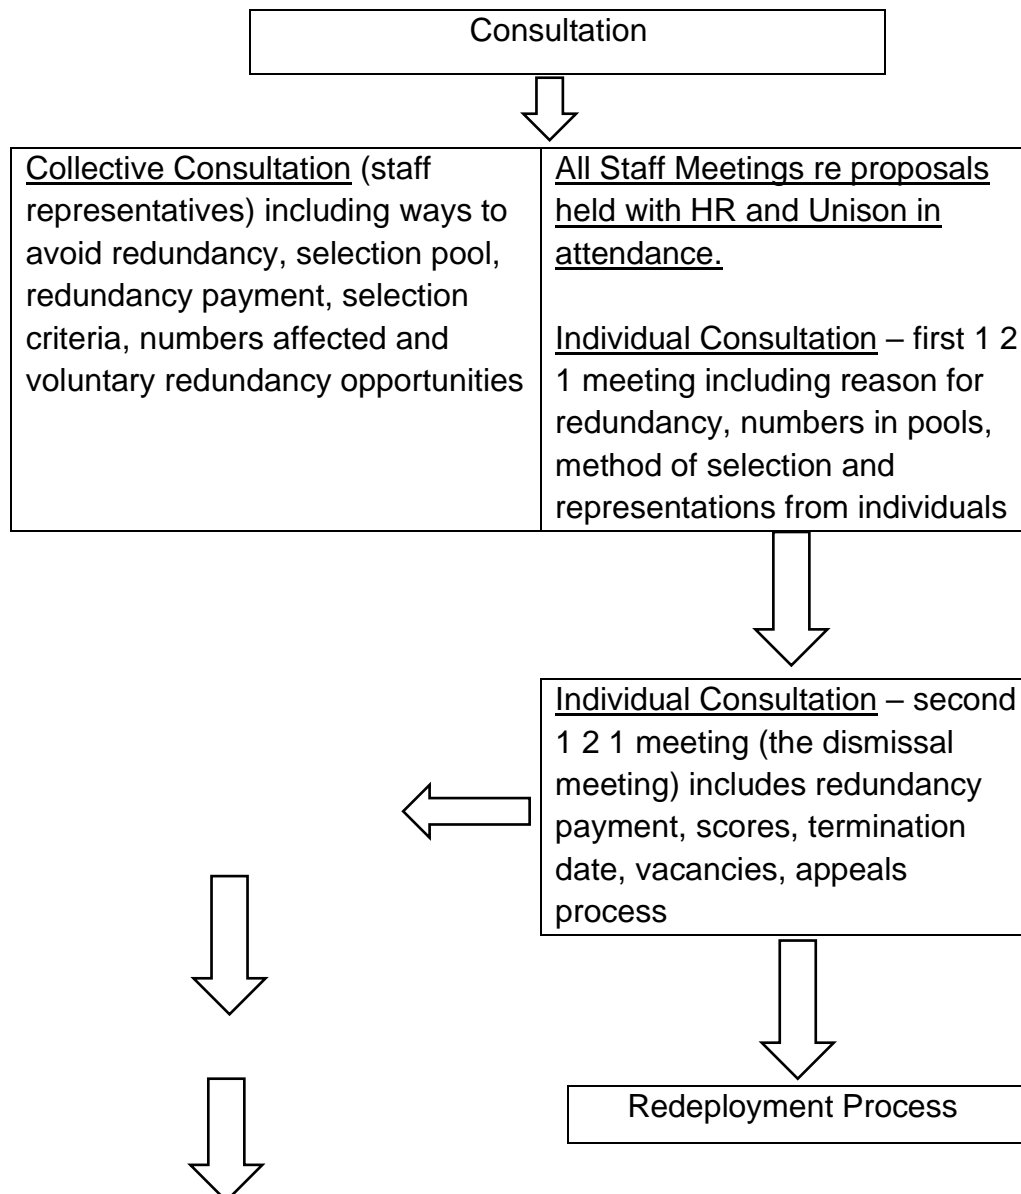 Consultation
Collective Consultation (staff
representatives) including ways to
avoid redundancy, selection pool,
redundancy payment, selection
criteria, numbers affected and
voluntary redundancy opportunities
All Staff Meetings re proposals
held with HR and Unison in
attendance.
Individual Consultation – first 1 2
1 meeting including reason for
redundancy, numbers in pools,
method of selection and
representations from individuals
Individual Consultation – second
1 2 1 meeting (the dismissal
meeting) includes redundancy
payment, scores, termination
date, vacancies, appeals
process
Redeployment Process